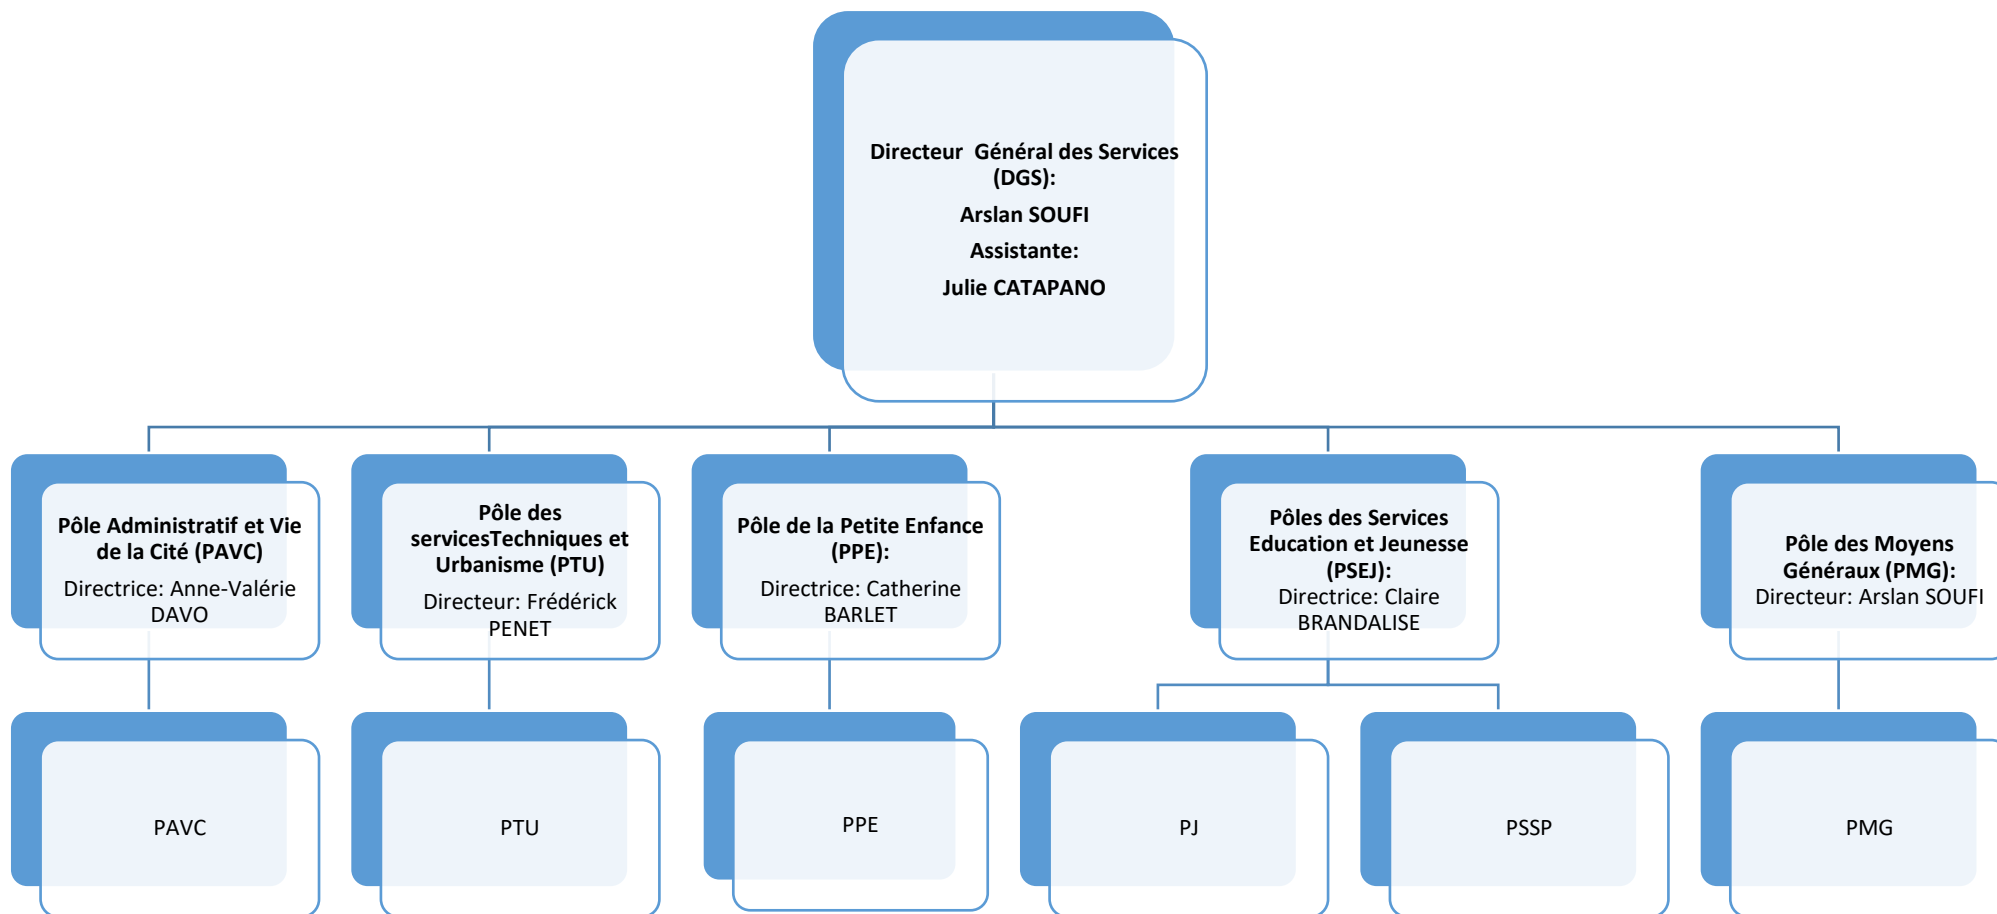 Directeur  Général des Services
(DGS):
Arslan SOUFI
Assistante:
Julie CATAPANO
Pôle Administratif et Vie
de la Cité (PAVC)
Directrice: Anne-Valérie
DAVO
Pôle des
servicesTechniques et
Urbanisme (PTU)
Directeur: Frédérick
PENET
Pôle de la Petite Enfance
(PPE):
Directrice: Catherine
BARLET
Pôles des Services
Education et Jeunesse
(PSEJ):
Directrice: Claire
BRANDALISE
Pôle des Moyens
Généraux (PMG):
Directeur: Arslan SOUFI
PAVC
PTU
PPE
PJ
PSSP
PMG